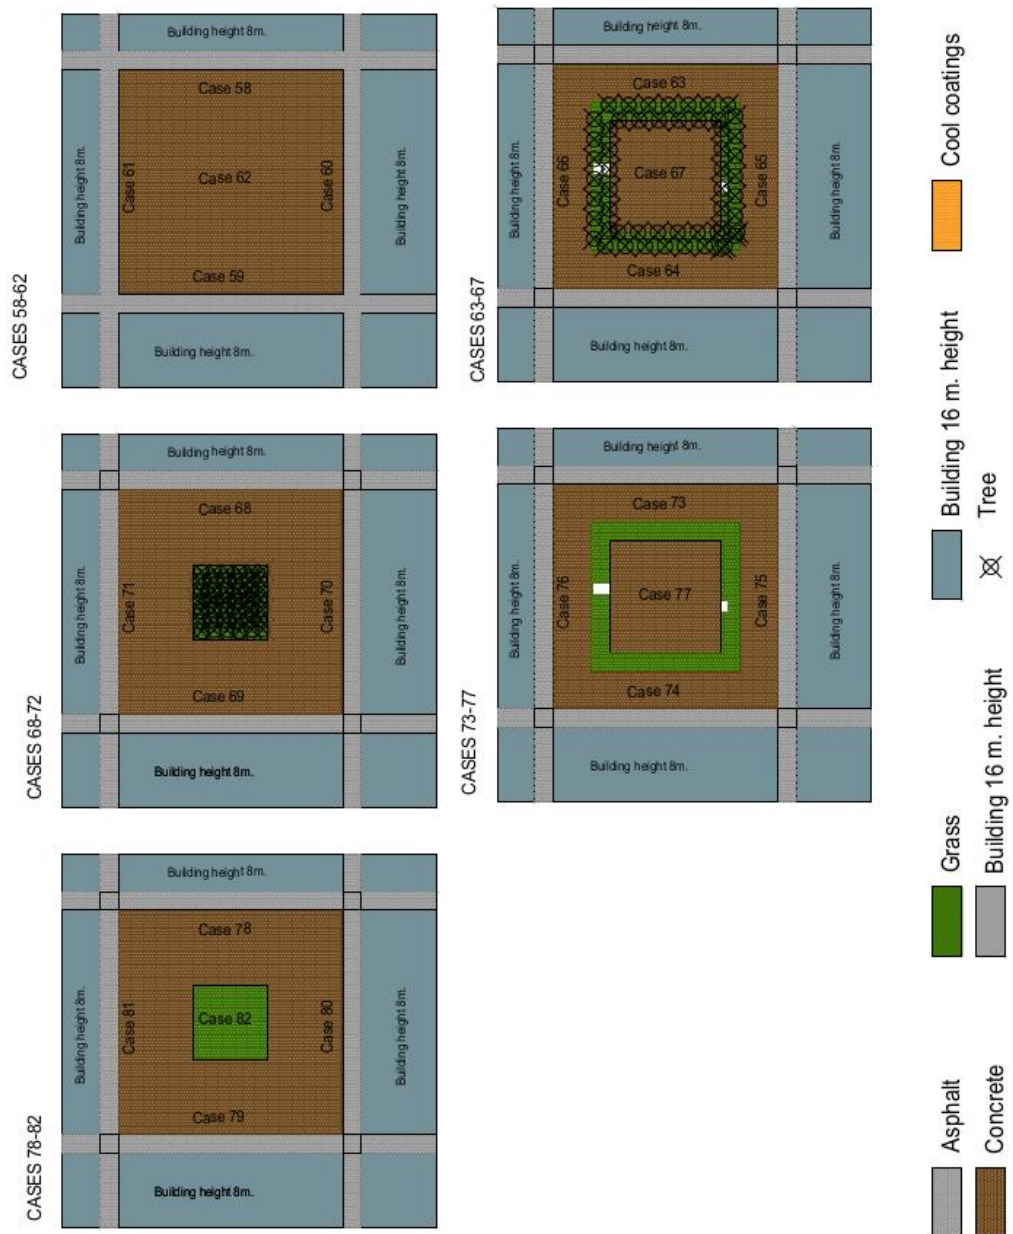 CASES 58-62
Building height 8m.
Case 58
Building height 8m.
Case 61
Case 62
Case 60
Building height 8m.
Case 59
Building height 8m.
CASES 63-67
Building height 8m.
Case 63
Building height 8m.
Case 66
Case 67
Case 65
Building height 8m.
Case 64
Building height 8m.
CASES 68-72
Building height 8m.
Case 68
Building height 8m.
Case 71
Case 70
Building height 8m.
Case 69
Building height 8m.
CASES 73-77
Building height 8m.
Case 73
Building height 8m.
Case 76
Case 77
Case 75
Building height 8m.
Case 74
Building height 8m.
CASES 78-82
Building height 8m.
Case 78
Building height 8m.
Case 81
Case 82
Case 80
Building height 8m.
Case 79
Building height 8m.
Asphalt
Grass
Building 16 m. height
Cool coatings
Concrete
Building 16 m. height
Tree